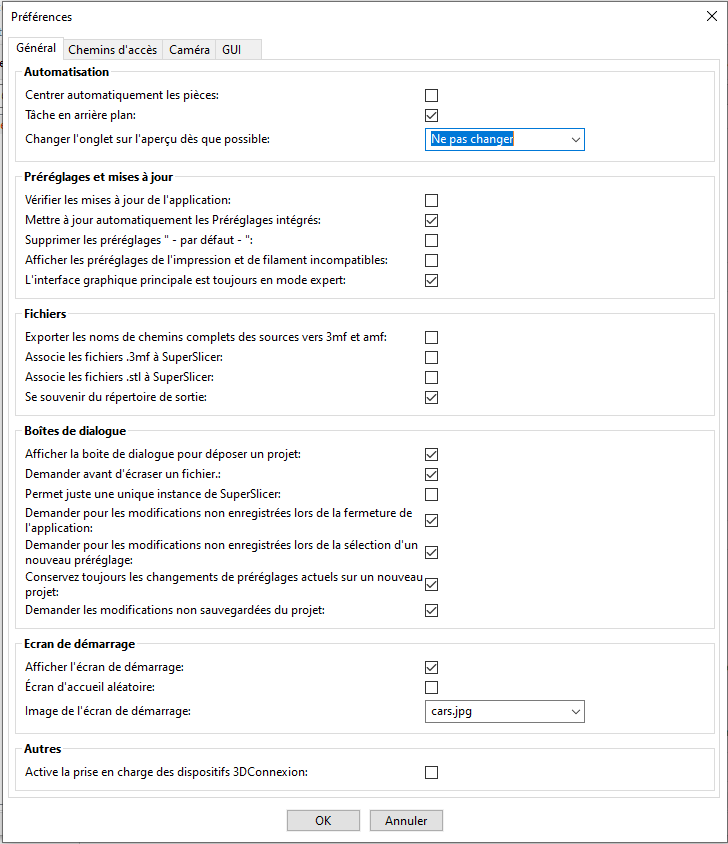 Préférences
Général
Chemins d'accès
Caméra
GUI
Automatisation
Centrer automatiquement les pièces:
Tâche en arrière plan:
Changer l'onglet sur l'aperçu dès que possible:
Ne pas changer
Préréglages et mises à jour
Vérifier les mises à jour de l'application:
Mettre à jour automatiquement les Préréglages intégrés:
Supprimer les préréglages " - par défaut - ":
Afficher les préréglages de l'impression et de filament incompatibles:
L'interface graphique principale est toujours en mode expert:
Fichiers
Exporter les noms de chemins complets des sources vers 3mf et amf:
Associe les fichiers .3mf à SuperSlicer:
Associe les fichiers .stl à SuperSlicer:
Se souvenir du répertoire de sortie:
Boîtes de dialogue
Afficher la boite de dialogue pour déposer un projet:
Demander avant d'écraser un fichier.:
Permet juste une unique instance de SuperSlicer:
Demander pour les modifications non enregistrées lors de la fermeture de
l'application:
Demander pour les modifications non enregistrées lors de la sélection d'un
nouveau préréglage:
Conservez toujours les changements de préréglages actuels sur un nouveau
projet:
Demander les modifications non sauvegardées du projet:
Ecran de démarrage
Afficher l'écran de démarrage:
Écran d'accueil aléatoire:
Image de l'écran de démarrage:
cars.jpg
Autres
Active la prise en charge des dispositifs 3DConnexion:
OK
Annuler